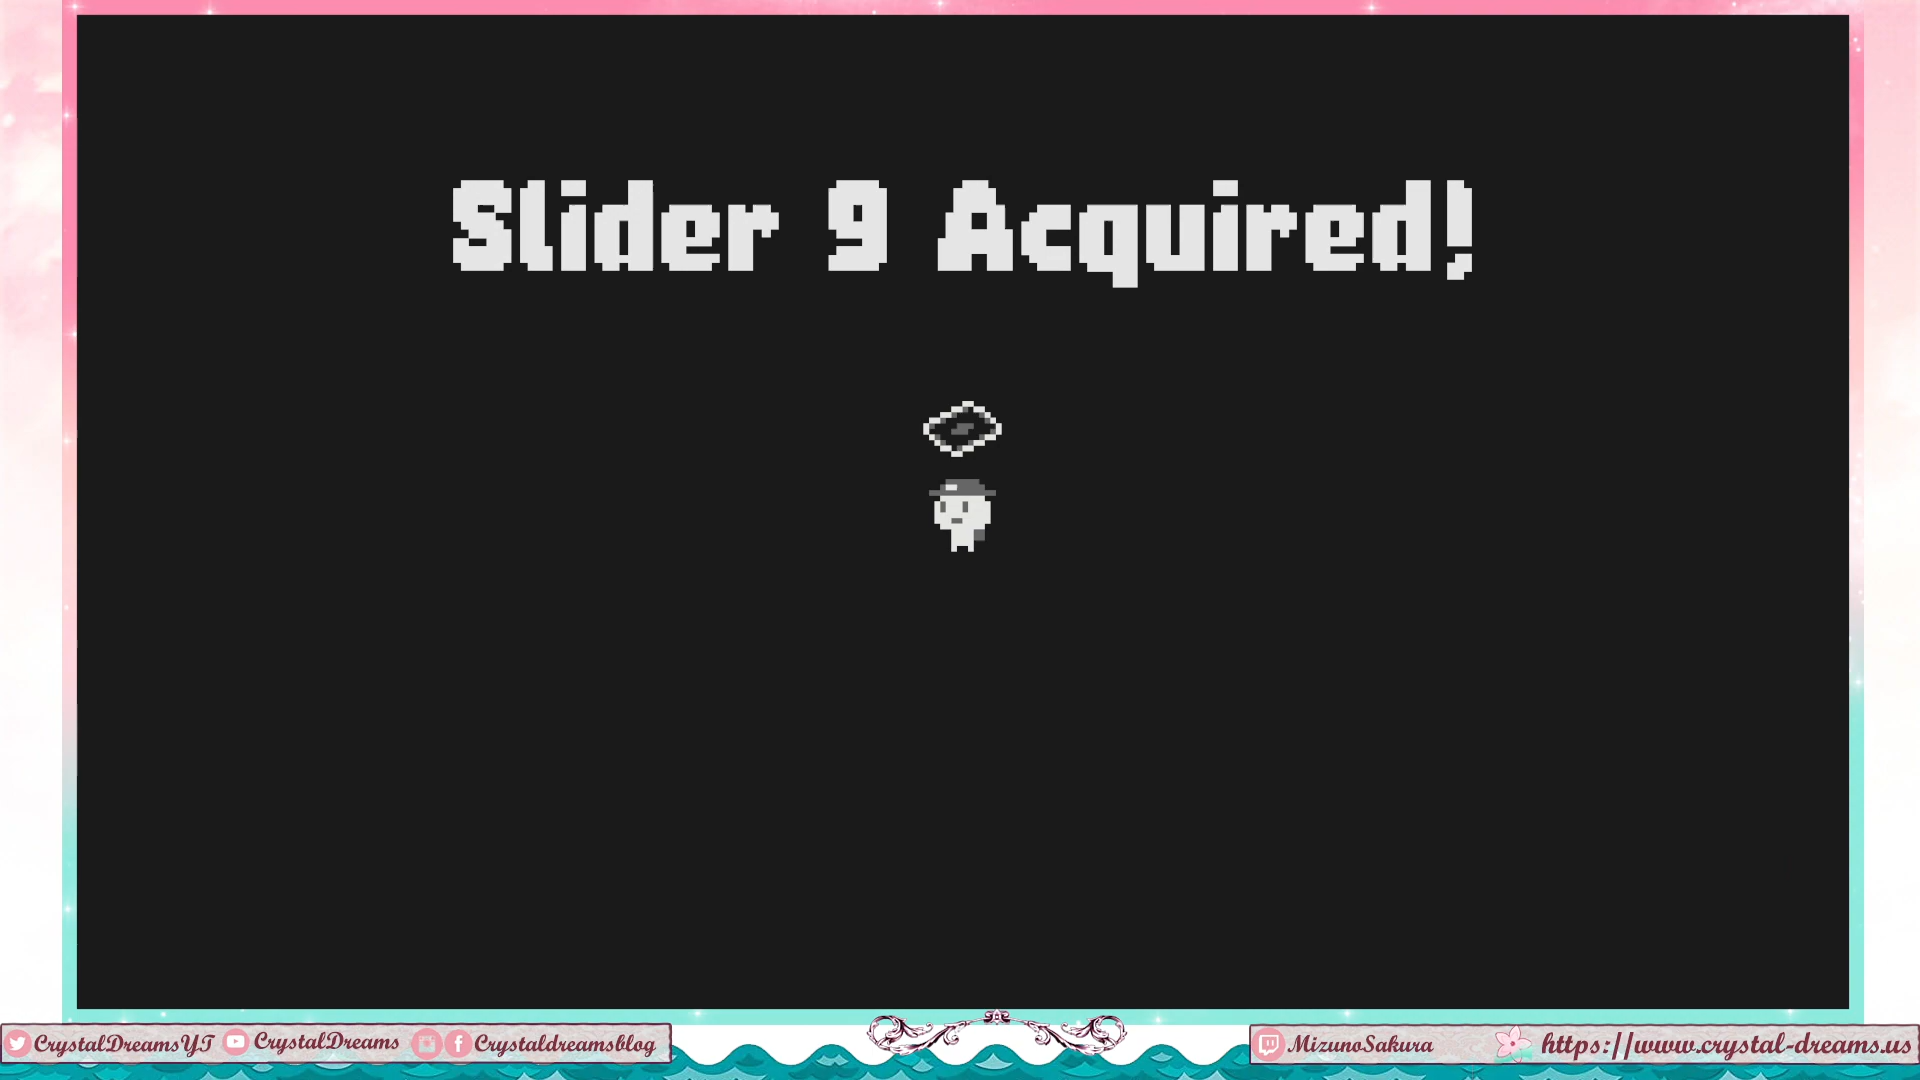 Slider 9 Acquired!
CrystalDreamsYT CrystalDreams Crystaldreamsblog
MizunoSakura https://www.crystal-dreams.us